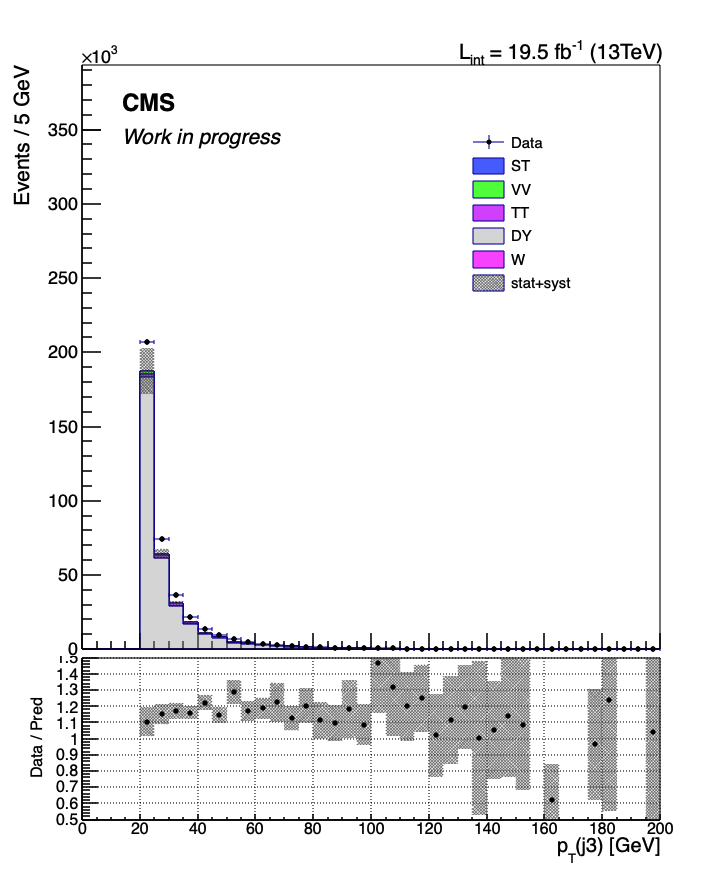 ×10³
L_int = 19.5 fb⁻¹ (13TeV)
Events / 5 GeV
CMS
Work in progress
Data
ST
VV
TT
DY
W
stat+syst
350
300
250
200
150
100
50
0
Data / Pred
1.5
1.4
1.3
1.2
1.1
1
0.9
0.8
0.7
0.6
0.5
0 20 40 60 80 100 120 140 160 180 200
p_T(j3) [GeV]